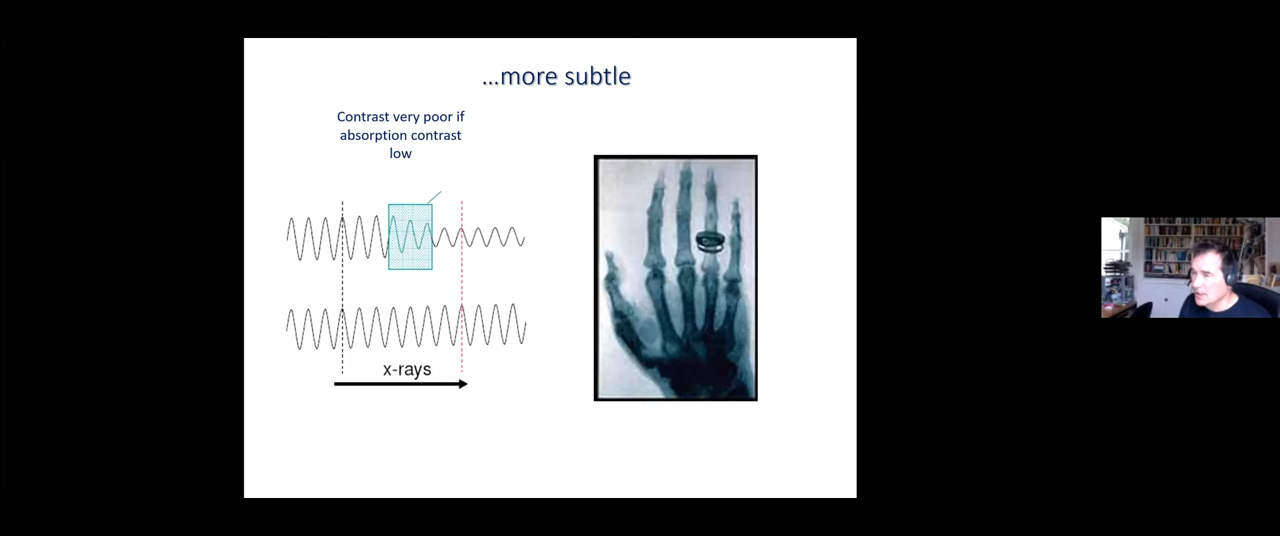 ...more subtle
Contrast very poor if
absorption contrast
low
x-rays